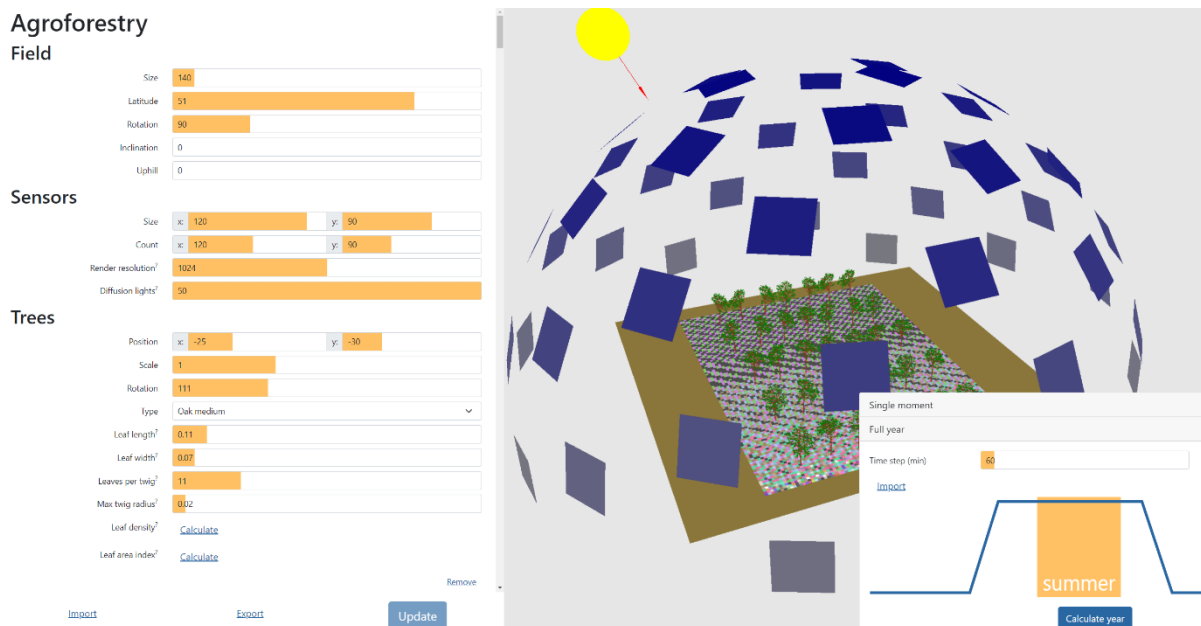 Agroforestry
Field
Size 140
Latitude 51
Rotation 90
Inclination 0
Uphill 0
Sensors
Size x: 120 y: 90
Count x: 120 y: 90
Render resolution? 1024
Diffusion lights? 50
Trees
Position x: -25 y: -30
Scale 1
Rotation 111
Type Oak medium
Leaf length? 0.11
Leaf width? 0.07
Leaves per twig? 11
Max twig radius? 0.02
Leaf density? Calculate
Leaf area index? Calculate
Remove
Import Export Update
Single moment
Full year
Time step (min) 60
Import
summer
Calculate year